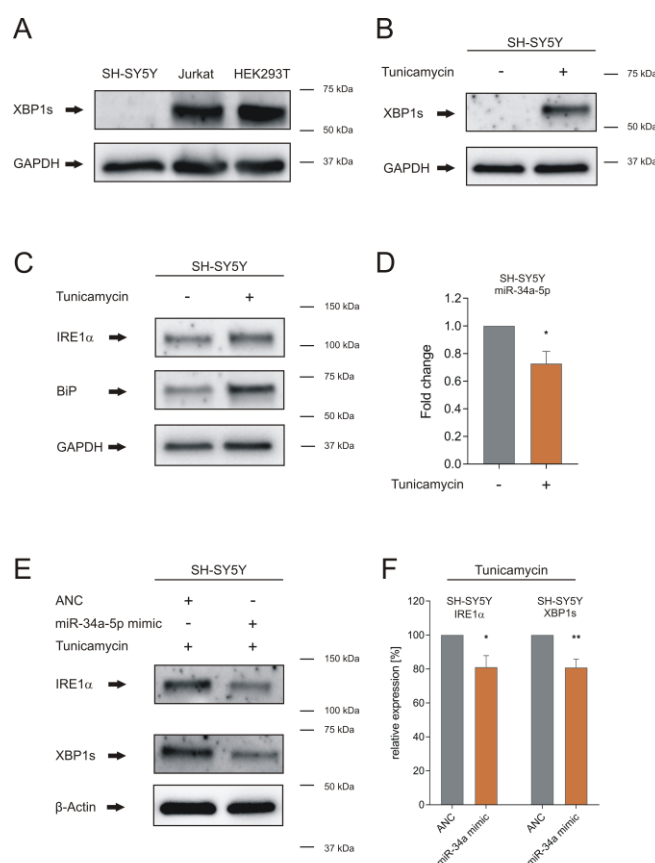 A
SH-SY5Y Jurkat HEK293T
75 kDa
XBP1s
50 kDa
GAPDH
37 kDa
B
SH-SY5Y
Tunicamycin - +
75 kDa
XBP1s
50 kDa
GAPDH
37 kDa
C
SH-SY5Y
Tunicamycin - +
150 kDa
IRE1α
100 kDa
75 kDa
BiP
50 kDa
GAPDH
37 kDa
D
SH-SY5Y
miR-34a-5p
Fold change
1.2
1.0
0.8
0.6
0.4
0.2
0.0
*
Tunicamycin - +
E
SH-SY5Y
ANC + -
miR-34a-5p mimic - +
Tunicamycin + +
150 kDa
IRE1α
100 kDa
75 kDa
XBP1s
50 kDa
β-Actin
37 kDa
F
Tunicamycin
SH-SY5Y SH-SY5Y
IRE1α XBP1s
relative expression [%]
120
100
80
60
40
20
0
* **
ANC miR-34a mimic ANC miR-34a mimic